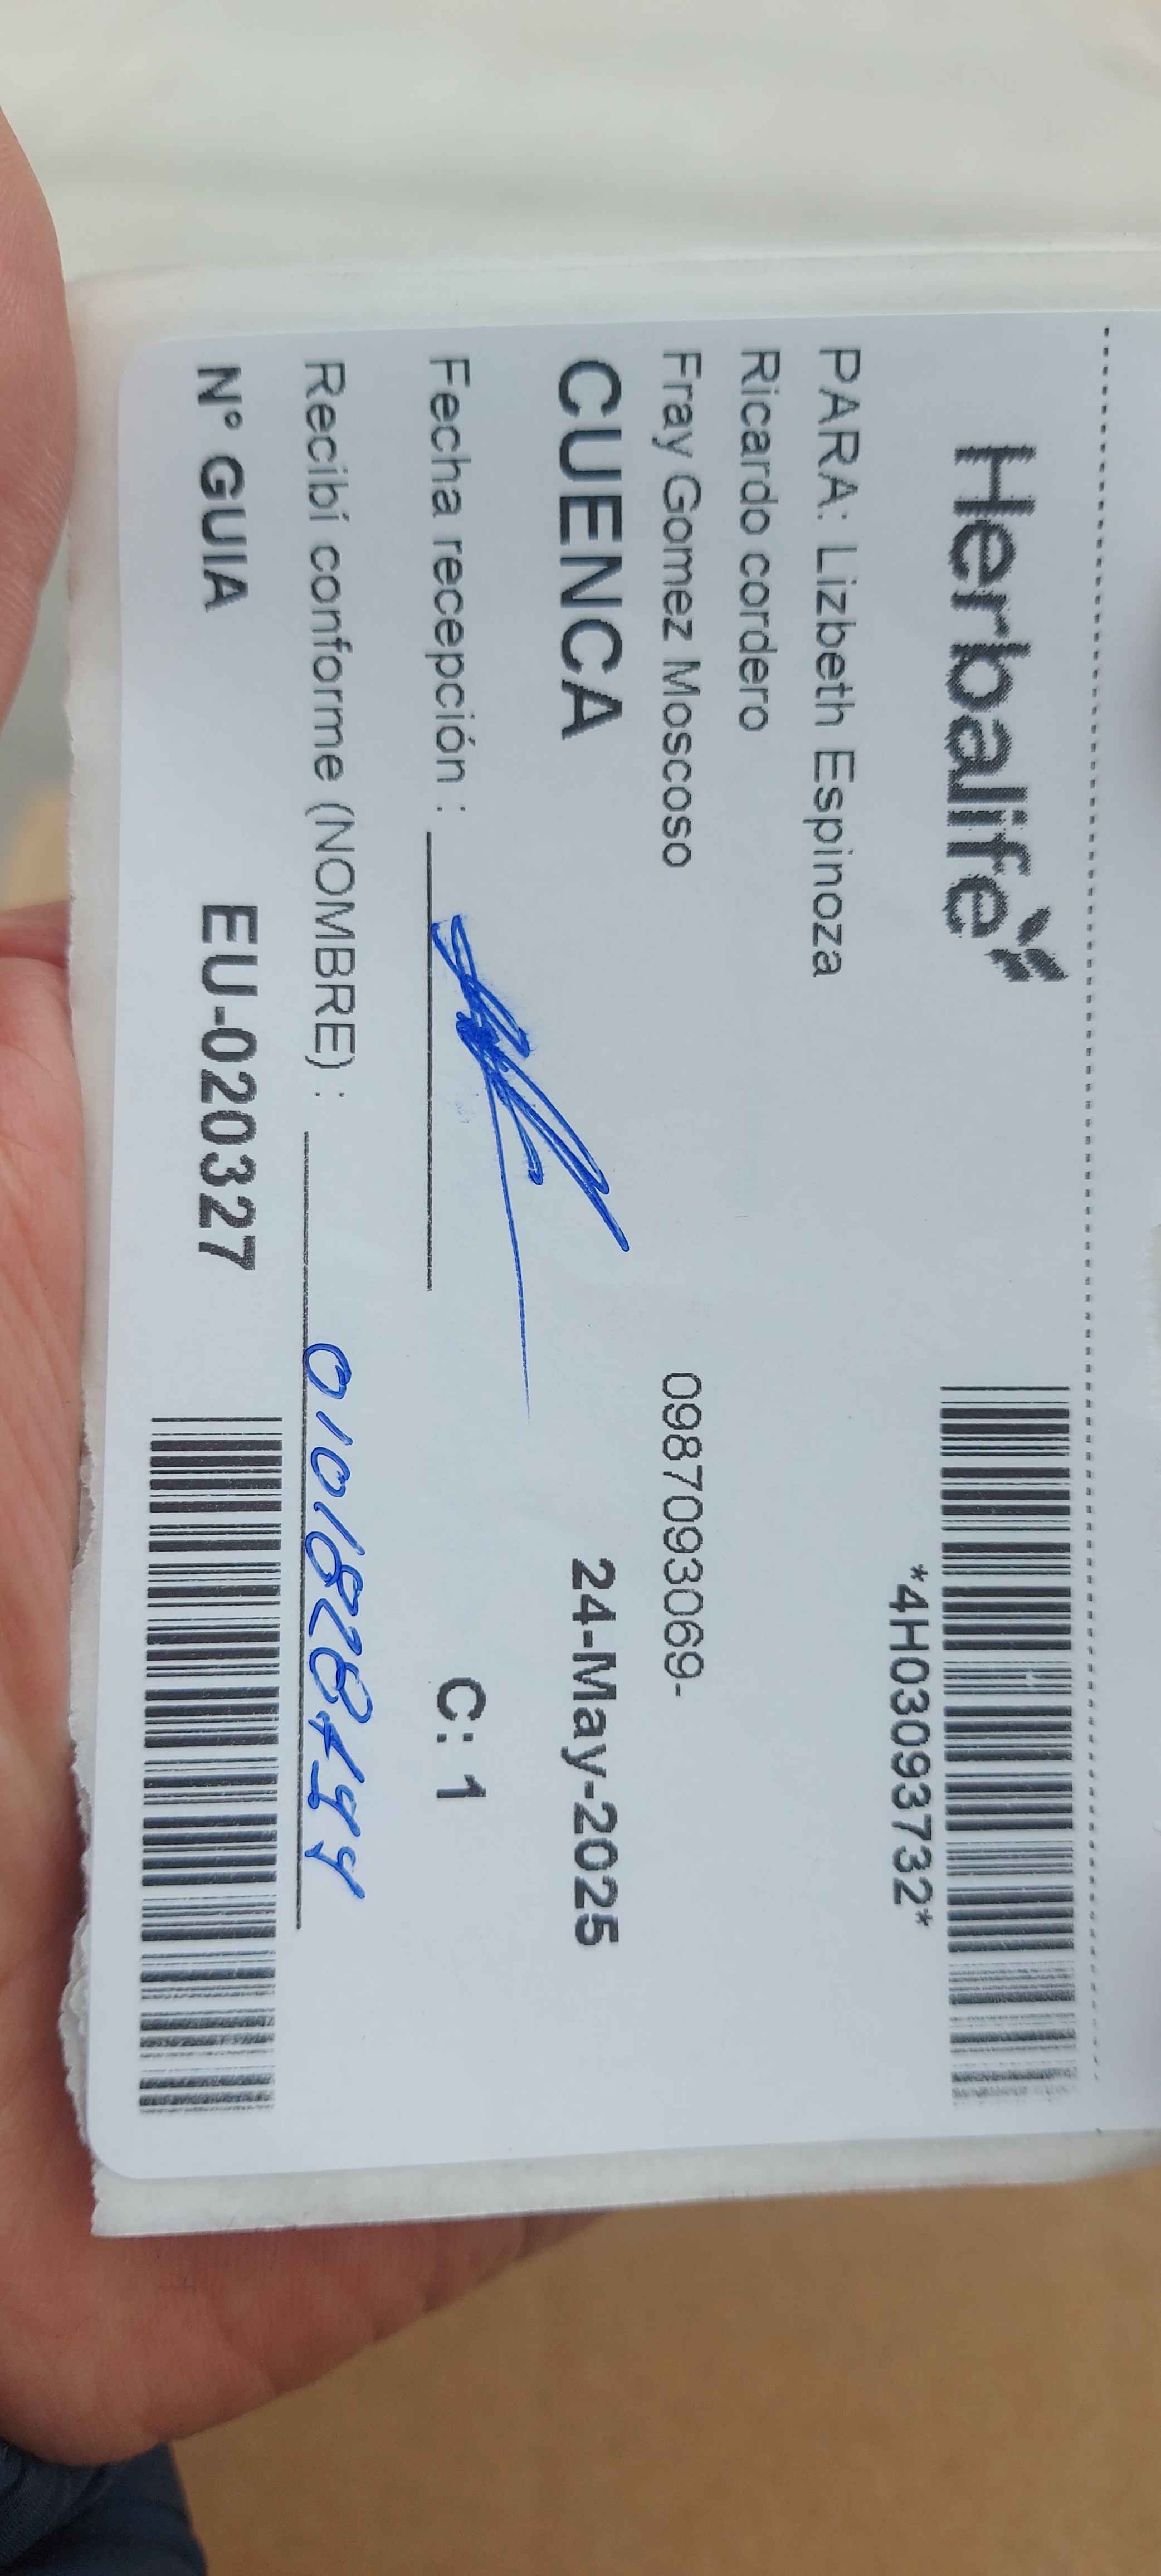 Herbalife
*4H03093732*
PARA: Lizbeth Espinoza
Ricardo cordero
Fray Gomez Moscoso 0987093069-
CUENCA 24-May-2025
Fecha recepción : C: 1
Recibí conforme (NOMBRE) :
N° GUIA EU-020327